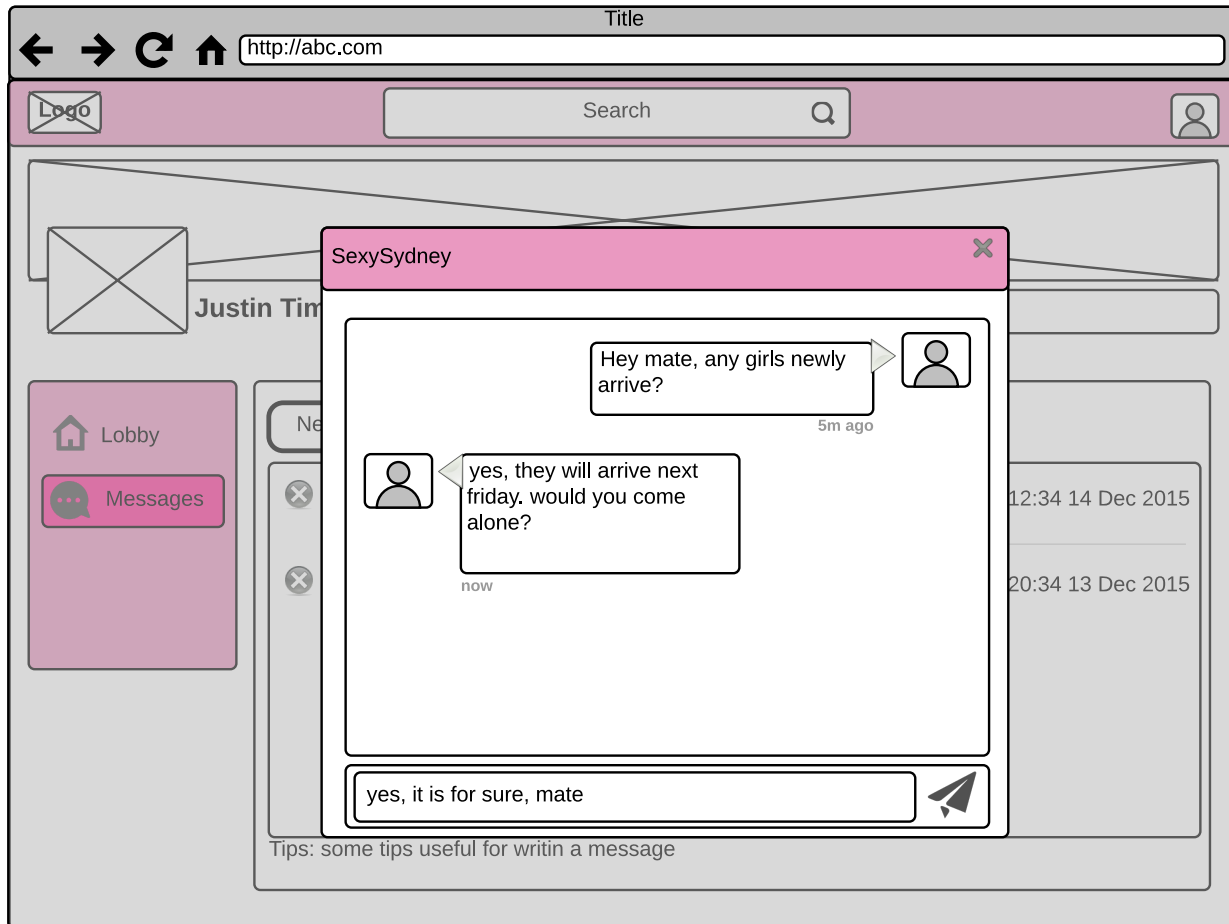 Title
http://abc.com
Logo
Search
SexySydney
Justin Tim
Hey mate, any girls newly
arrive?
5m ago
Lobby
Ne
yes, they will arrive next
friday. would you come
alone?
Messages
12:34 14 Dec 2015
now
20:34 13 Dec 2015
yes, it is for sure, mate
Tips: some tips useful for writin a message